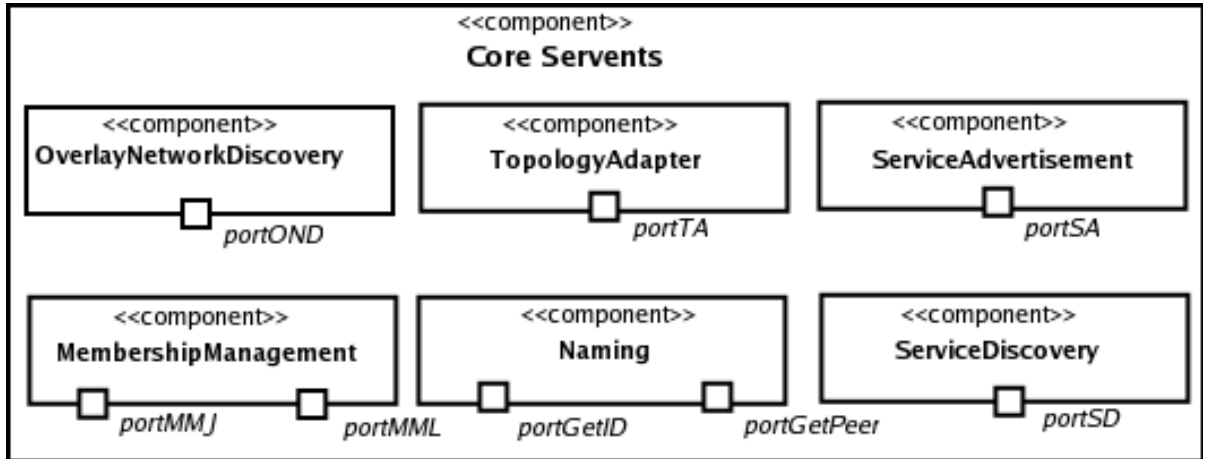 <<component>>
Core Servents
<<component>>
OverlayNetworkDiscovery
portOND
<<component>>
TopologyAdapter
portTA
<<component>>
ServiceAdvertisement
portSA
<<component>>
MembershipManagement
portMMJ
portMML
<<component>>
Naming
portGetID
portGetPeer
<<component>>
ServiceDiscovery
portSD